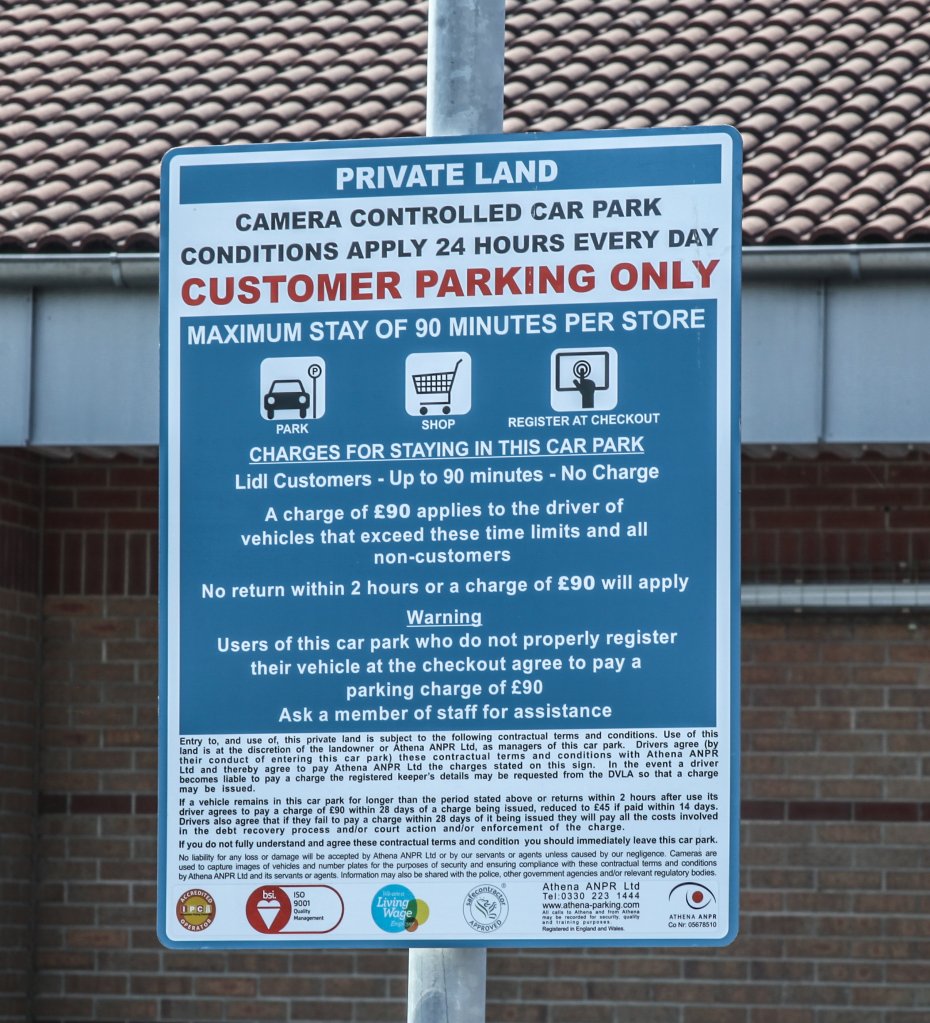 PRIVATE LAND
CAMERA CONTROLLED CAR PARK
CONDITIONS APPLY 24 HOURS EVERY DAY
CUSTOMER PARKING ONLY
MAXIMUM STAY OF 90 MINUTES PER STORE
P
PARK
SHOP
REGISTER AT CHECKOUT
CHARGES FOR STAYING IN THIS CAR PARK
Lidl Customers - Up to 90 minutes - No Charge
A charge of £90 applies to the driver of
vehicles that exceed these time limits and all
non-customers
No return within 2 hours or a charge of £90 will apply
Warning
Users of this car park who do not properly register
their vehicle at the checkout agree to pay a
parking charge of £90
Ask a member of staff for assistance
Entry to, and use of, this private land is subject to the following contractual terms and conditions. Use of this
land is at the discretion of the landowner or Athena ANPR Ltd, as managers of this car park. Drivers agree (by
their conduct of entering this car park) these contractual terms and conditions with Athena ANPR
Ltd and thereby agree to pay Athena ANPR Ltd the charges stated on this sign. In the event a driver
becomes liable to pay a charge the registered keeper's details may be requested from the DVLA so that a charge
may be issued.
If a vehicle remains in this car park for longer than the period stated above or returns within 2 hours after use its
driver agrees to pay a charge of £90 within 28 days of a charge being issued, reduced to £45 if paid within 14 days.
Drivers also agree that if they fail to pay a charge within 28 days of it being issued they will pay all the costs involved
in the debt recovery process and/or court action and/or enforcement of the charge.
If you do not fully understand and agree these contractual terms and condition you should immediately leave this car park.
No liability for any loss or damage will be accepted by Athena ANPR Ltd or by our servants or agents unless caused by our negligence. Cameras are
used to capture images of vehicles and number plates for the purposes of security and ensuring compliance with these contractual terms and conditions
by Athena ANPR Ltd and its servants or agents. Information may also be shared with the police, other government agencies and/or relevant regulatory bodies.
ACCREDITED
IPCS
OPERATOR
bsi.
ISO
9001
Quality
Management
We are a
Living
Wage
Employer
safecontractor
APPROVED
®
Athena ANPR Ltd
Tel:0330 223 1444
www.athena-parking.com
All calls to Athena and from Athena
may be recorded for security, quality
and training purposes.
Registered in England and Wales.
ATHENA ANPR
Co Nr: 05678510